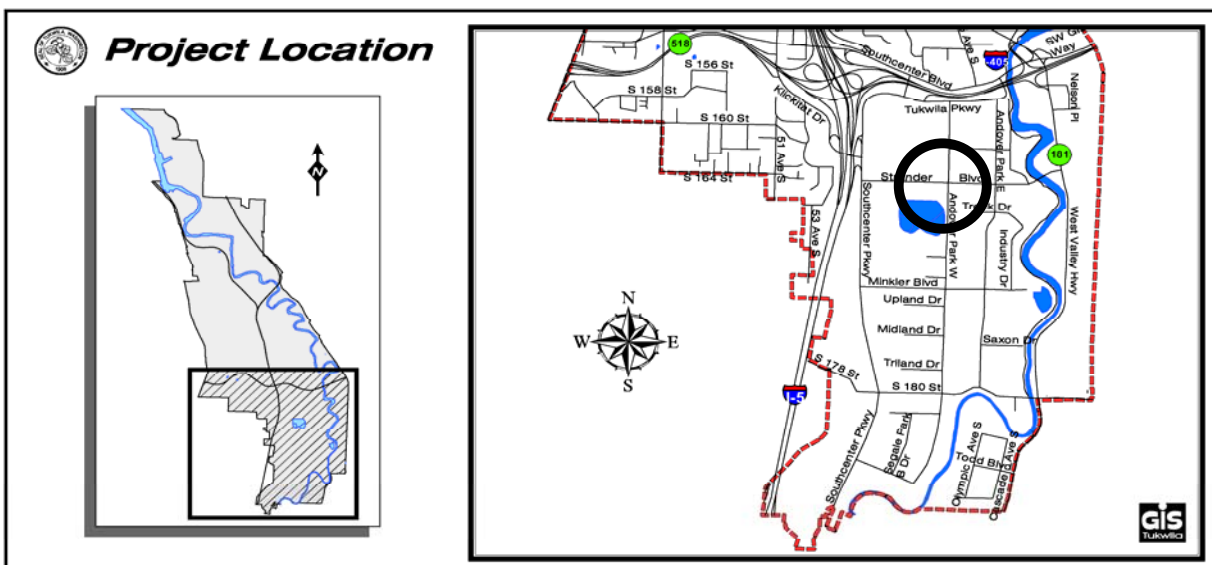 Project Location
N
518
S 156 St
S 158 St
S 160 St
S 164 St
Klickitat Dr
51 Ave S
53 Ave S
Southcenter Blvd
Ave S
I-405
SW Gr
Way
Nelson Pl
Tukwila Pkwy
Andover Park E
101
Strander Blvd
Andover Park W
Southcenter Pkwy
Industry Dr
West Valley Hwy
Minkler Blvd
Upland Dr
Midland Dr
Triland Dr
Saxon Dr
S 178 St
S 180 St
N
W
E
S
I-5
Southcenter Pkwy
Segale Park
B Dr
Olympic Ave S
Todd Blvd
Cascade Ave S
GIS
Tukwila